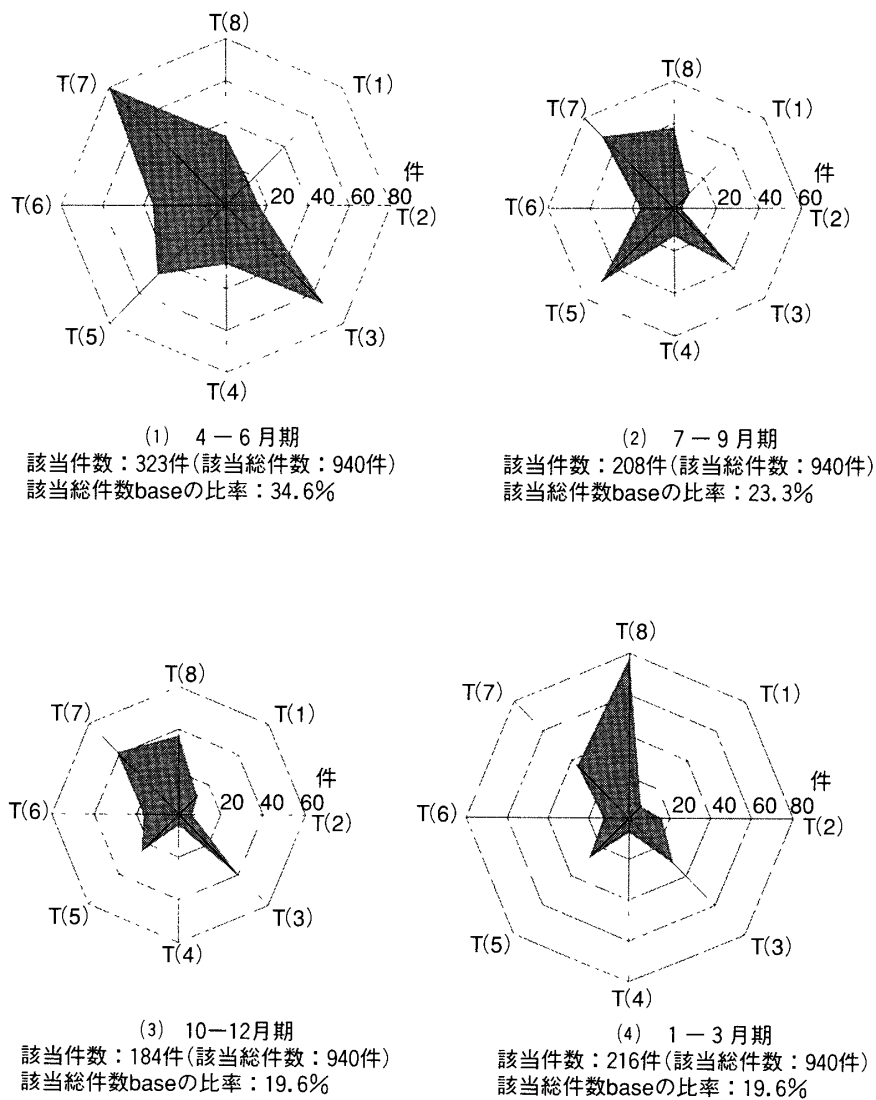 T(8)
T(7)
T(1)
件
T(6)
20 40 60 80
T(2)
T(5)
T(3)
T(4)
(1) 4－6月期
該当件数：323件(該当総件数：940件)
該当総件数baseの比率：34.6%
T(8)
T(7)
T(1)
件
T(6)
20 40 60
T(2)
T(5)
T(3)
T(4)
(2) 7－9月期
該当件数：208件(該当総件数：940件)
該当総件数baseの比率：23.3%
T(8)
T(7)
T(1)
件
T(6)
20 40 60
T(2)
T(5)
T(3)
T(4)
(3) 10－12月期
該当件数：184件(該当総件数：940件)
該当総件数baseの比率：19.6%
T(8)
T(7)
T(1)
件
T(6)
20 40 60 80
T(2)
T(5)
T(3)
T(4)
(4) 1－3月期
該当件数：216件(該当総件数：940件)
該当総件数baseの比率：19.6%